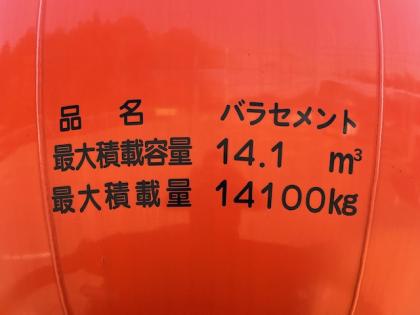 品 名 バラセメント
最大積載容量 14.1 m³
最大積載量 14100kg